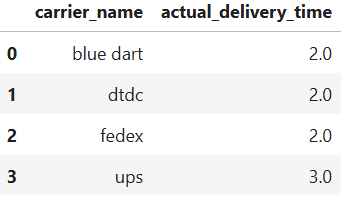 carrier_name actual_delivery_time
0 blue dart 2.0
1 dtdc 2.0
2 fedex 2.0
3 ups 3.0